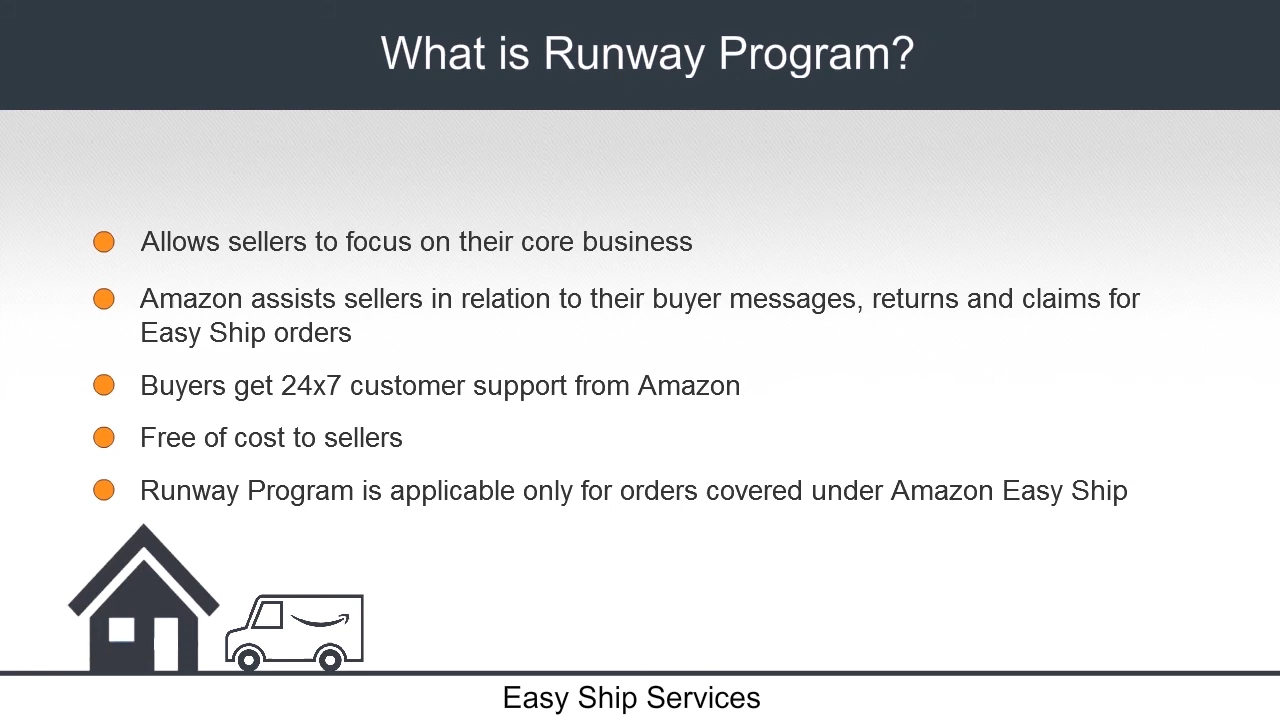 What is Runway Program?
Allows sellers to focus on their core business
Amazon assists sellers in relation to their buyer messages, returns and claims for
Easy Ship orders
Buyers get 24x7 customer support from Amazon
Free of cost to sellers
Runway Program is applicable only for orders covered under Amazon Easy Ship
Easy Ship Services